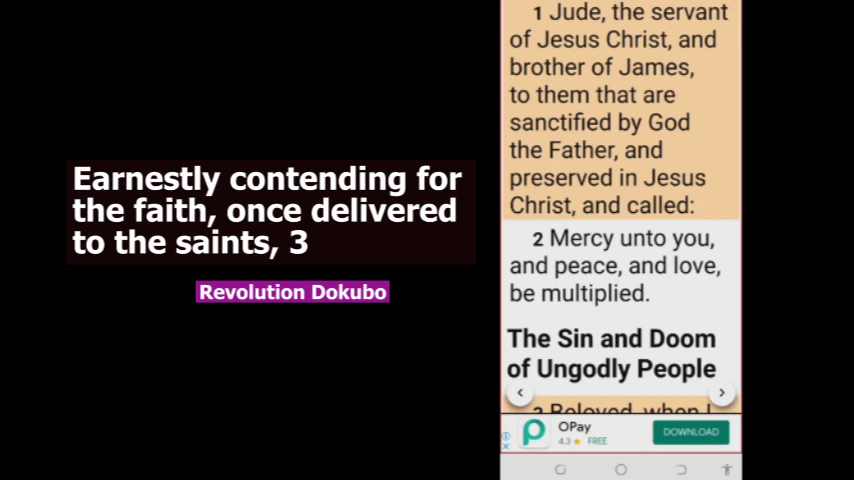 Earnestly contending for
the faith, once delivered
to the saints, 3
Revolution Dokubo
1 Jude, the servant
of Jesus Christ, and
brother of James,
to them that are
sanctified by God
the Father, and
preserved in Jesus
Christ, and called:
2 Mercy unto you,
and peace, and love,
be multiplied.
The Sin and Doom
of Ungodly People
3 Beloved, when I
OPay
4.3 ★ FREE
DOWNLOAD